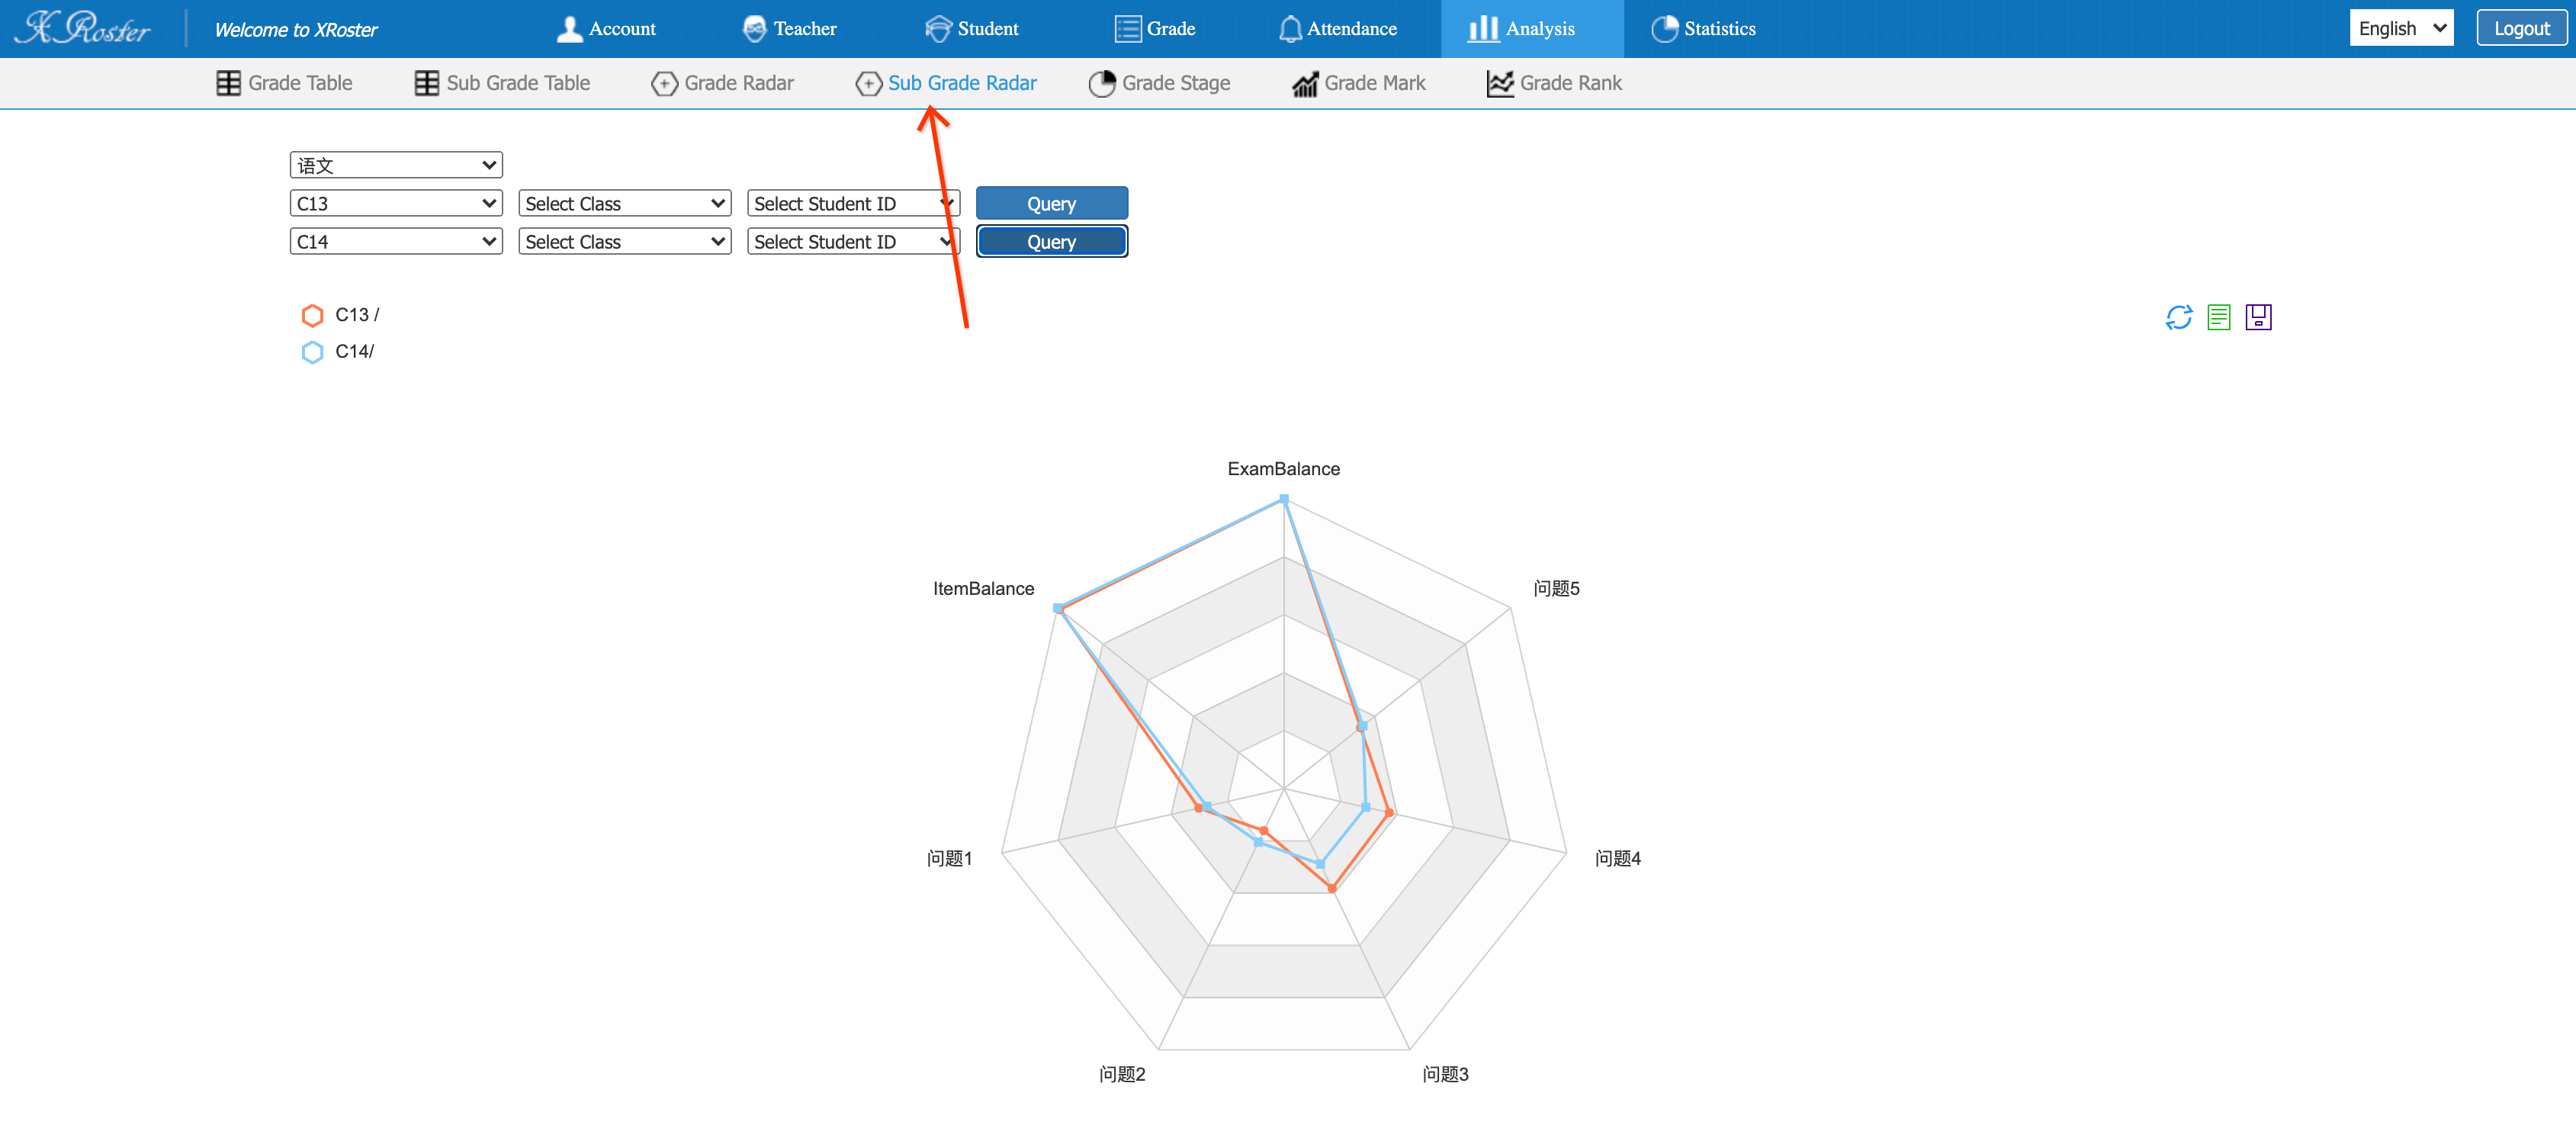 XRoster
Welcome to XRoster
Account
Teacher
Student
Grade
Attendance
Analysis
Statistics
English
Logout
Grade Table
Sub Grade Table
Grade Radar
Sub Grade Radar
Grade Stage
Grade Mark
Grade Rank
语文
C13
Select Class
Select Student ID
Query
C14
Select Class
Select Student ID
Query
C13 /
C14/
ExamBalance
ItemBalance
问题5
问题1
问题4
问题2
问题3